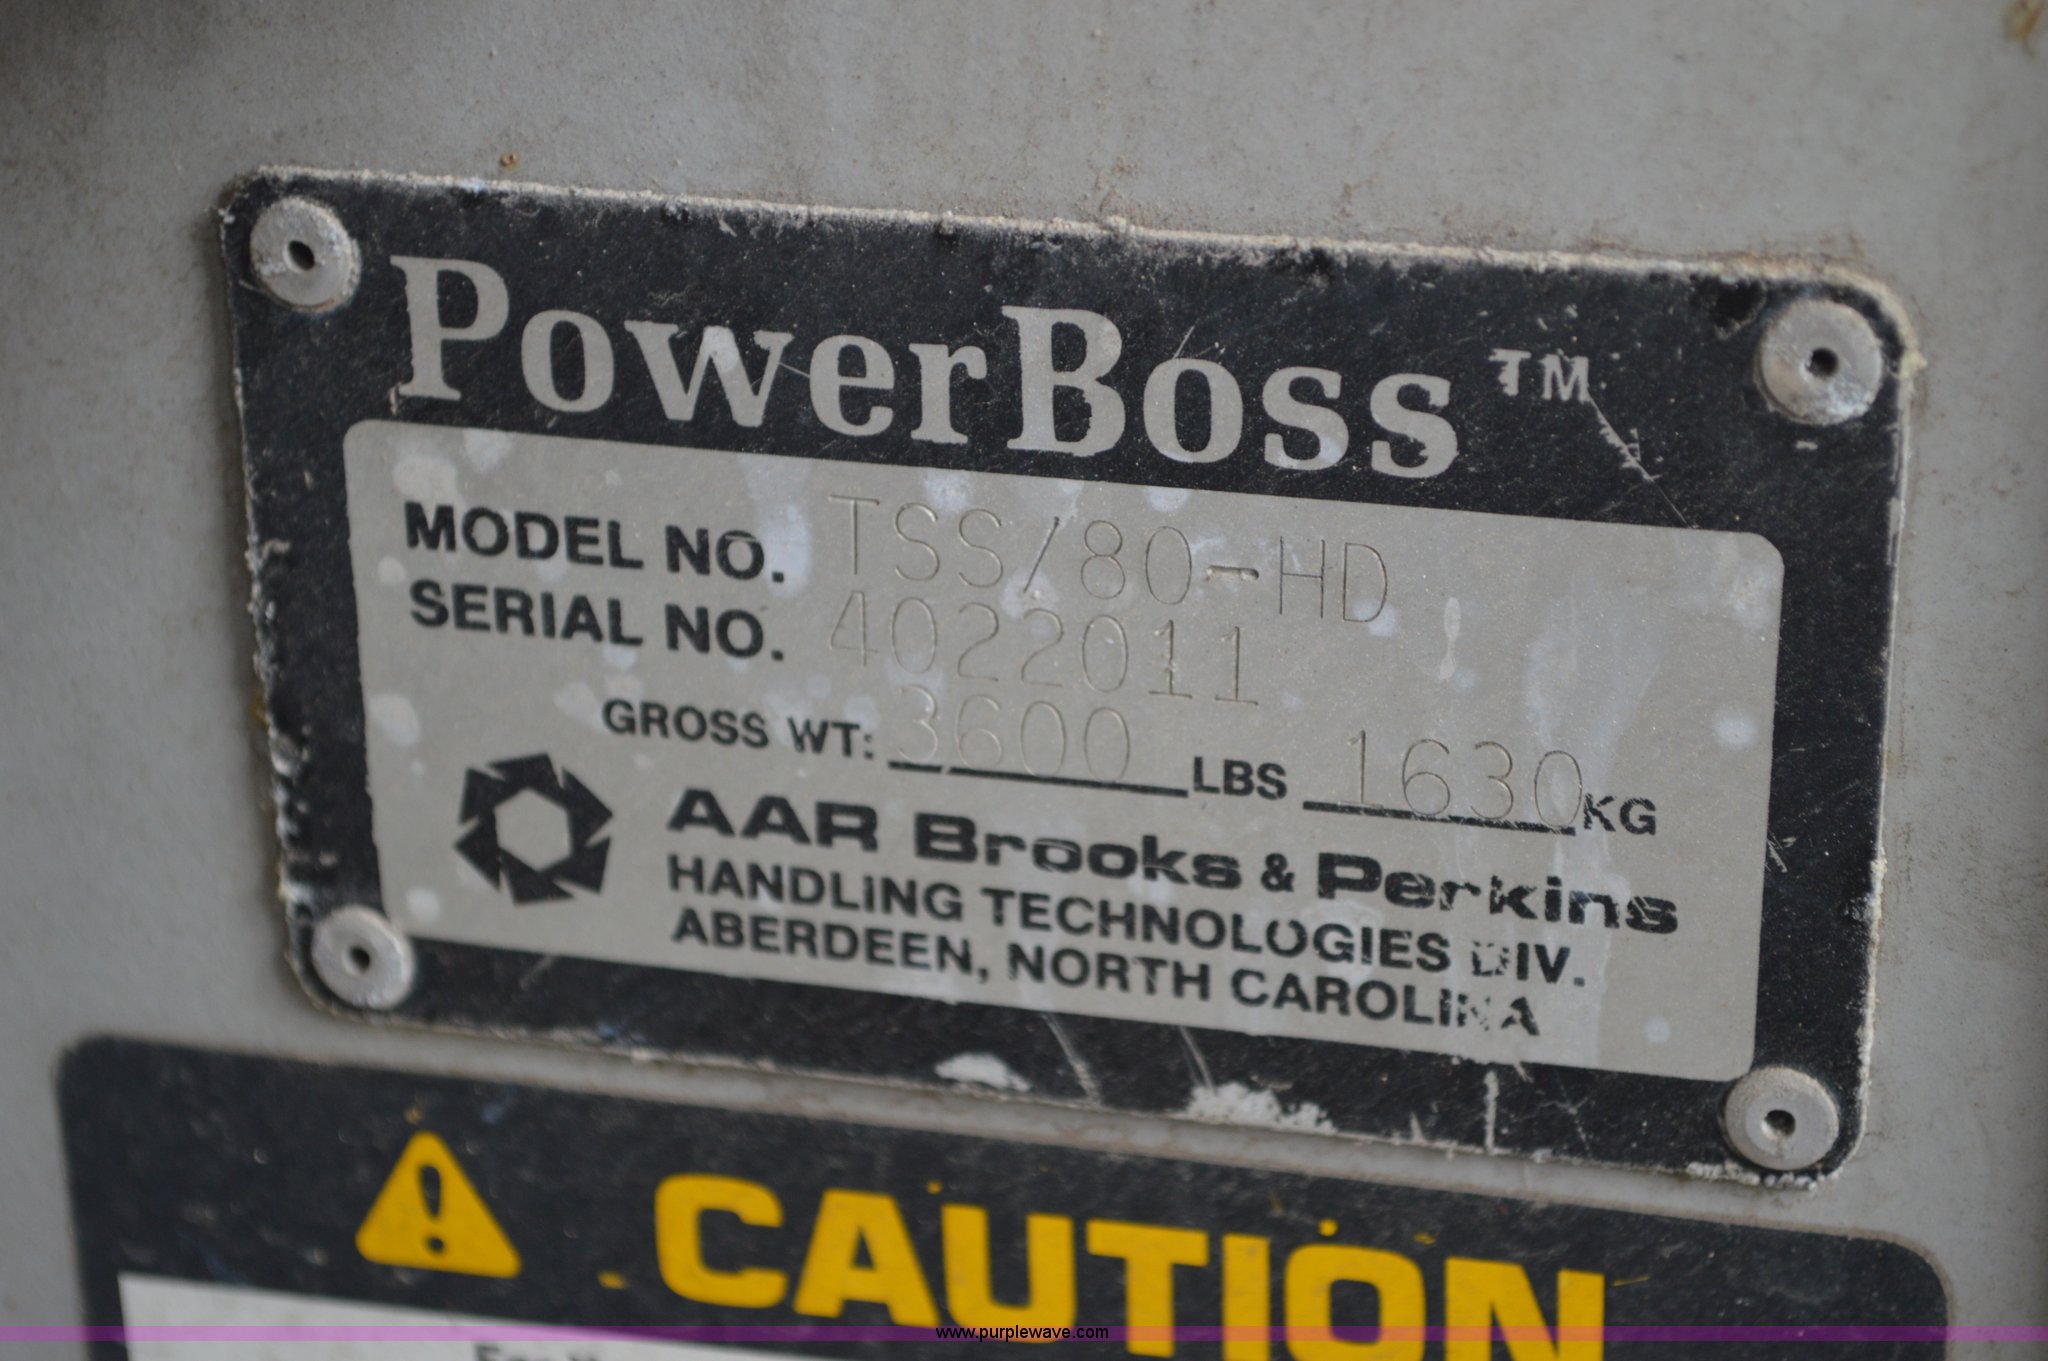 PowerBoss™
MODEL NO. TSS/80-HD
SERIAL NO. 4022011
GROSS WT: 3600 LBS 1630 KG
AAR Brooks & Perkins
HANDLING TECHNOLOGIES DIV.
ABERDEEN, NORTH CAROLINA
CAUTION
www.purplewave.com